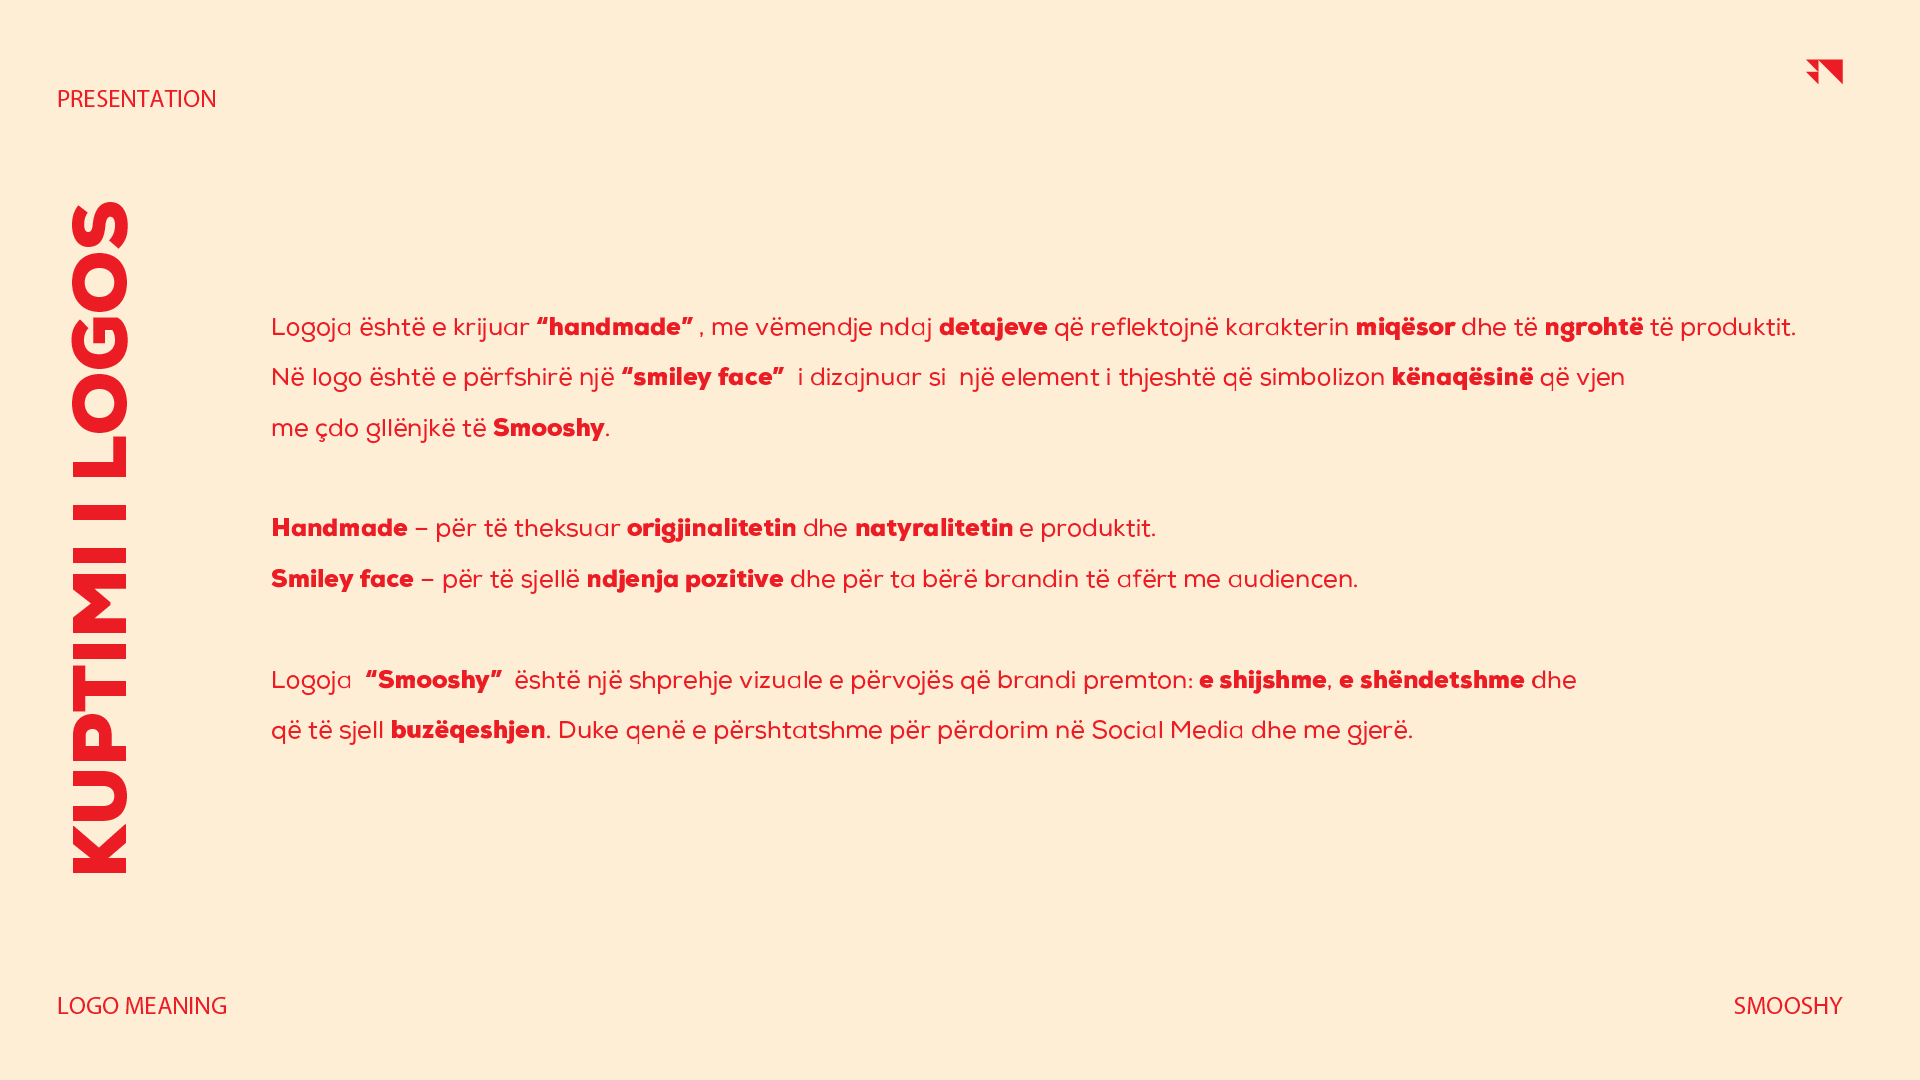 PRESENTATION
KUPTIMI I LOGOS
Logoja është e krijuar “handmade” , me vëmendje ndaj detajeve që reflektojnë karakterin miqësor dhe të ngrohtë të produktit.
Në logo është e përfshirë një “smiley face” i dizajnuar si një element i thjeshtë që simbolizon kënaqësinë që vjen
me çdo gllënjkë të Smooshy.
Handmade – për të theksuar origjinalitetin dhe natyralitetin e produktit.
Smiley face – për të sjellë ndjenja pozitive dhe për ta bërë brandin të afërt me audiencen.
Logoja “Smooshy” është një shprehje vizuale e përvojës që brandi premton: e shijshme, e shëndetshme dhe
që të sjell buzëqeshjen. Duke qenë e përshtatshme për përdorim në Social Media dhe me gjerë.
LOGO MEANING
SMOOSHY